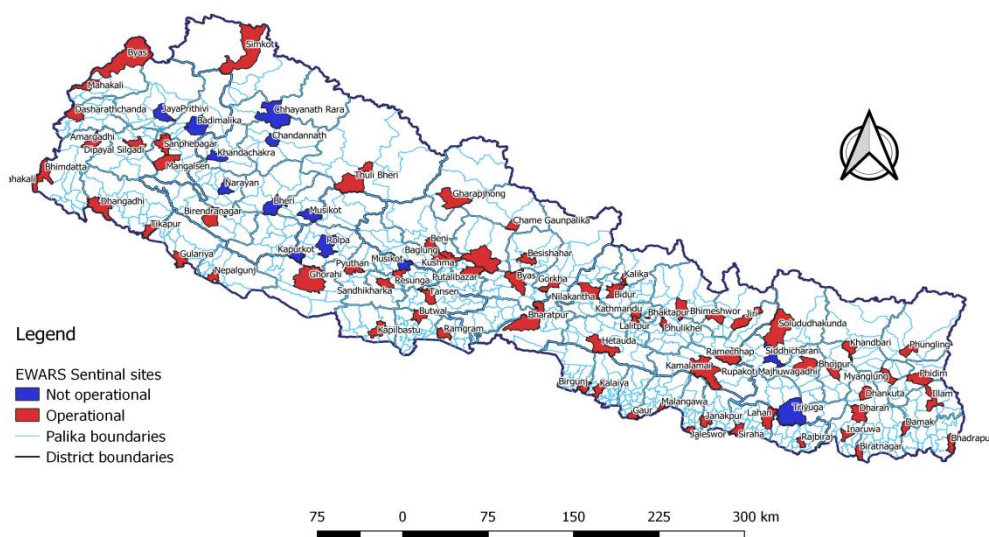 Simkot
Byas
Mahakali
Dasharathchanda
JayaPrithivi
Chhayanath Rara
Badimalika
Chandannath
Amargadhi
Sanphebagar
Dipayal Silgadi
Khandachakra
Mangalsen
Bhimdatta
Mahakali
Thuli Bheri
Narayan
Gharapjhong
Dhangadhi
Bheri
Birendranagar
Musikot
Chame Gaunpalika
Tikapur
Rolpa
Beni
Kapurkot
Baglung
Besishahar
Gulariya
Pyuthan
Musikot
Kushma
Kalika
Nepalgunj
Ghorahi
Resunga
Putalibazar
Byas
Gorkha
Sandhikharka
Tansen
Nilakantha
Bidur
Butwal
Bharatpur
Kathmandu
Bhaktapur
Bhimeshwor
Jiri
Solududhakunda
Kapilbastu
Ramgram
Lalitpur
Dhulikhel
Hetauda
Ramechhap
Siddhicharan
Khandbari
Phungling
Kamalamai
Rupakot
Majhuwagadhi
Bhojpur
Myanglung
Phidim
Birgunj
Kalaiya
Malangawa
Dhankuta
Illam
Gaur
Janakpur
Lahan
Triyuga
Dharan
Jaleswor
Siraha
Rajbiraj
Inaruwa
Damak
Biratnagar
Bhadrapu
Legend
EWARS Sentinal sites
Not operational
Operational
Palika boundaries
District boundaries
75 0 75 150 225 300 km